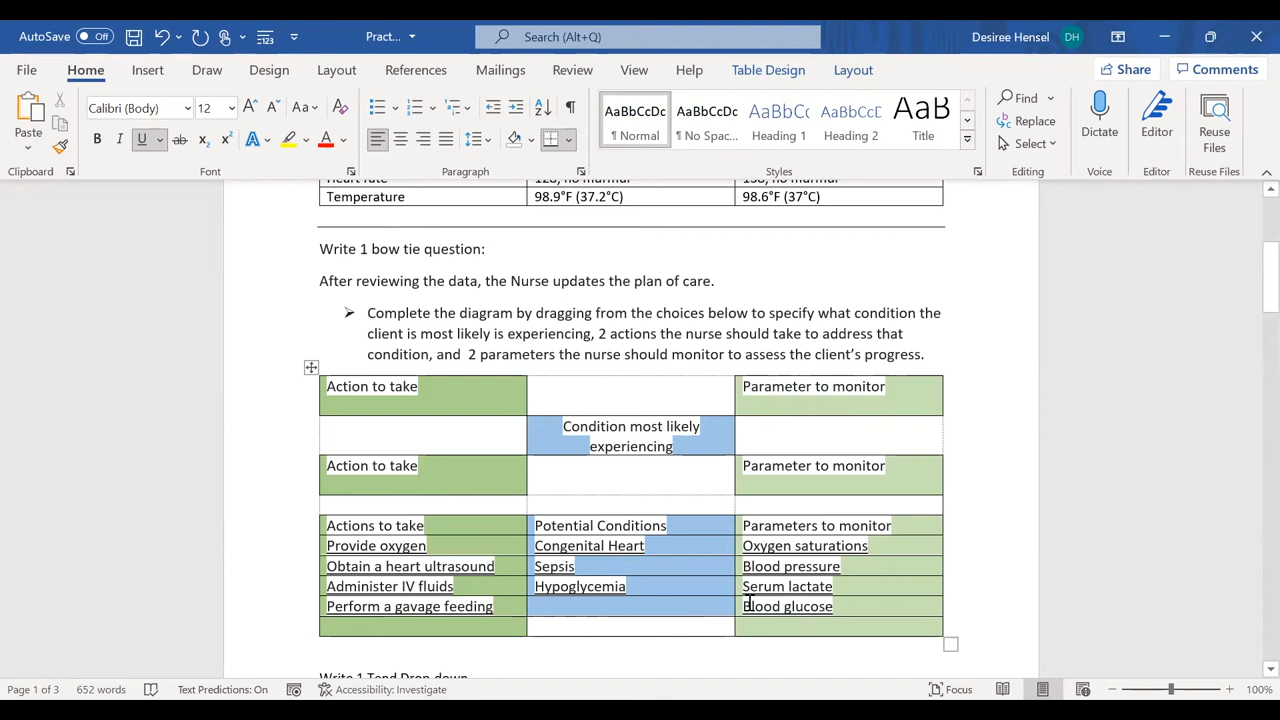 AutoSave Off Pract... Search (Alt+Q) Desiree Hensel DH
File Home Insert Draw Design Layout References Mailings Review View Help Table Design Layout Share Comments
Paste Calibri (Body) 12 AaBbCcDc AaBbCcDc AaBbCc AaBbCcD AaB Find Replace Select Dictate Editor Reuse Files
Normal No Spac... Heading 1 Heading 2 Title
Clipboard Font Paragraph Styles Editing Voice Editor Reuse Files
Temperature 98.9°F (37.2°C) 98.6°F (37°C)
Write 1 bow tie question:
After reviewing the data, the Nurse updates the plan of care.
Complete the diagram by dragging from the choices below to specify what condition the
client is most likely is experiencing, 2 actions the nurse should take to address that
condition, and 2 parameters the nurse should monitor to assess the client's progress.
Action to take Parameter to monitor
Condition most likely
experiencing
Action to take Parameter to monitor
Actions to take Potential Conditions Parameters to monitor
Provide oxygen Congenital Heart Oxygen saturations
Obtain a heart ultrasound Sepsis Blood pressure
Administer IV fluids Hypoglycemia Serum lactate
Perform a gavage feeding Blood glucose
Page 1 of 3 652 words Text Predictions: On Accessibility: Investigate Focus 100%